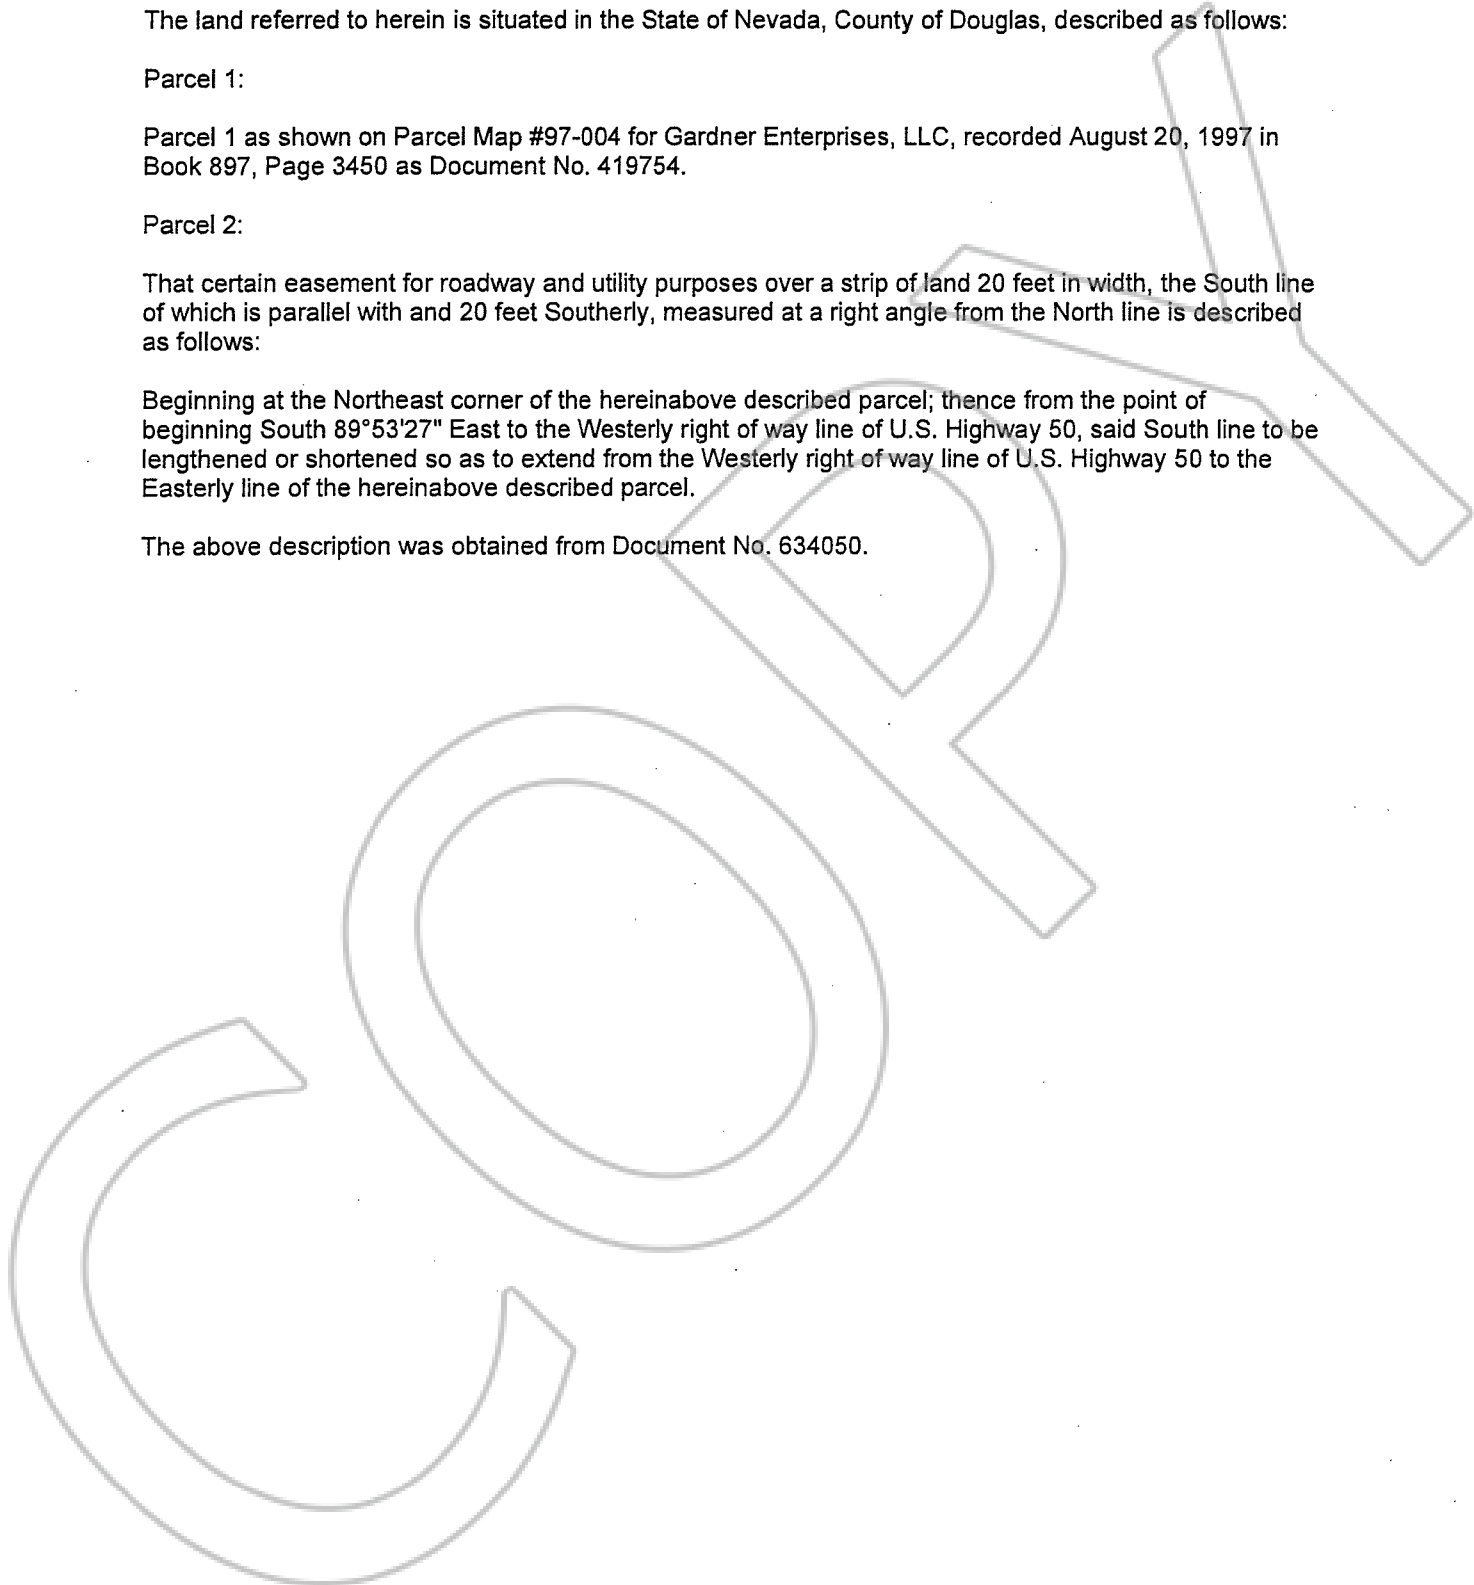 The land referred to herein is situated in the State of Nevada, County of Douglas, described as follows:
Parcel 1:
Parcel 1 as shown on Parcel Map #97-004 for Gardner Enterprises, LLC, recorded August 20, 1997 in
Book 897, Page 3450 as Document No. 419754.
Parcel 2:
That certain easement for roadway and utility purposes over a strip of land 20 feet in width, the South line
of which is parallel with and 20 feet Southerly, measured at a right angle from the North line is described
as follows:
Beginning at the Northeast corner of the hereinabove described parcel; thence from the point of
beginning South 89°53'27" East to the Westerly right of way line of U.S. Highway 50, said South line to be
lengthened or shortened so as to extend from the Westerly right of way line of U.S. Highway 50 to the
Easterly line of the hereinabove described parcel.
The above description was obtained from Document No. 634050.
COPY